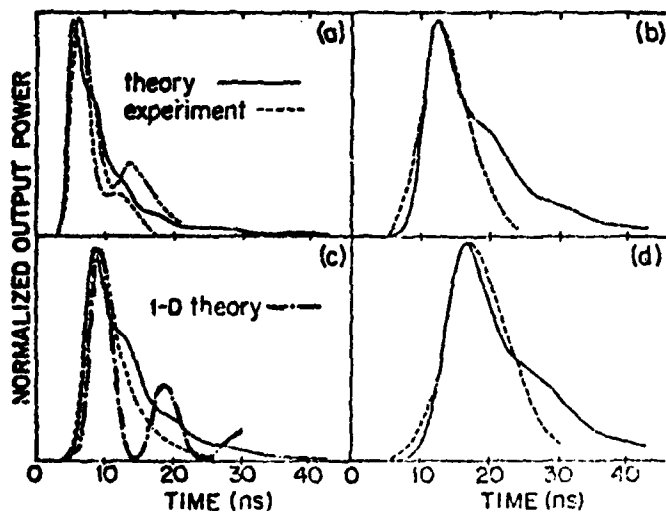 (a)
(b)
theory
experiment
NORMALIZED OUTPUT POWER
(c)
(d)
1-D theory
0 10 20 30 40 0 10 20 30 40
TIME (ns) TIME (ns)